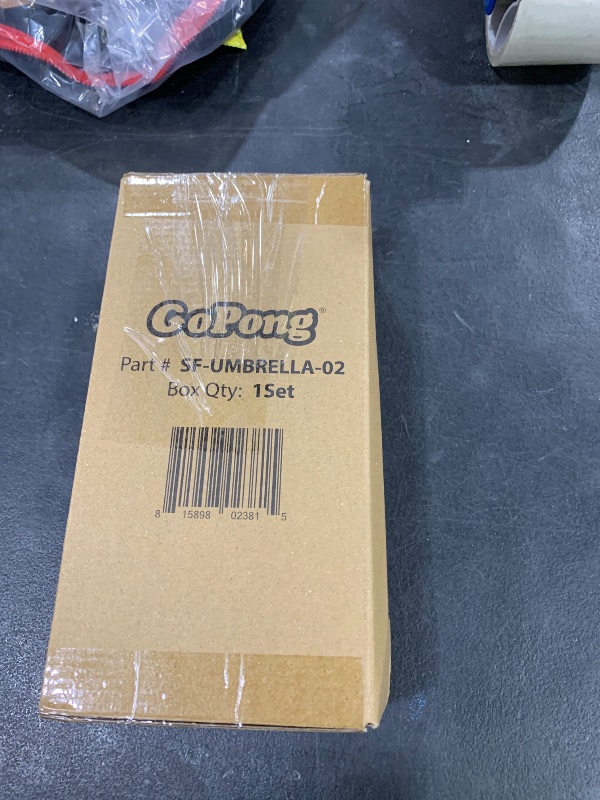 GoPong®
Part # SF-UMBRELLA-02
Box Qty: 1Set
8 15898 02381 5